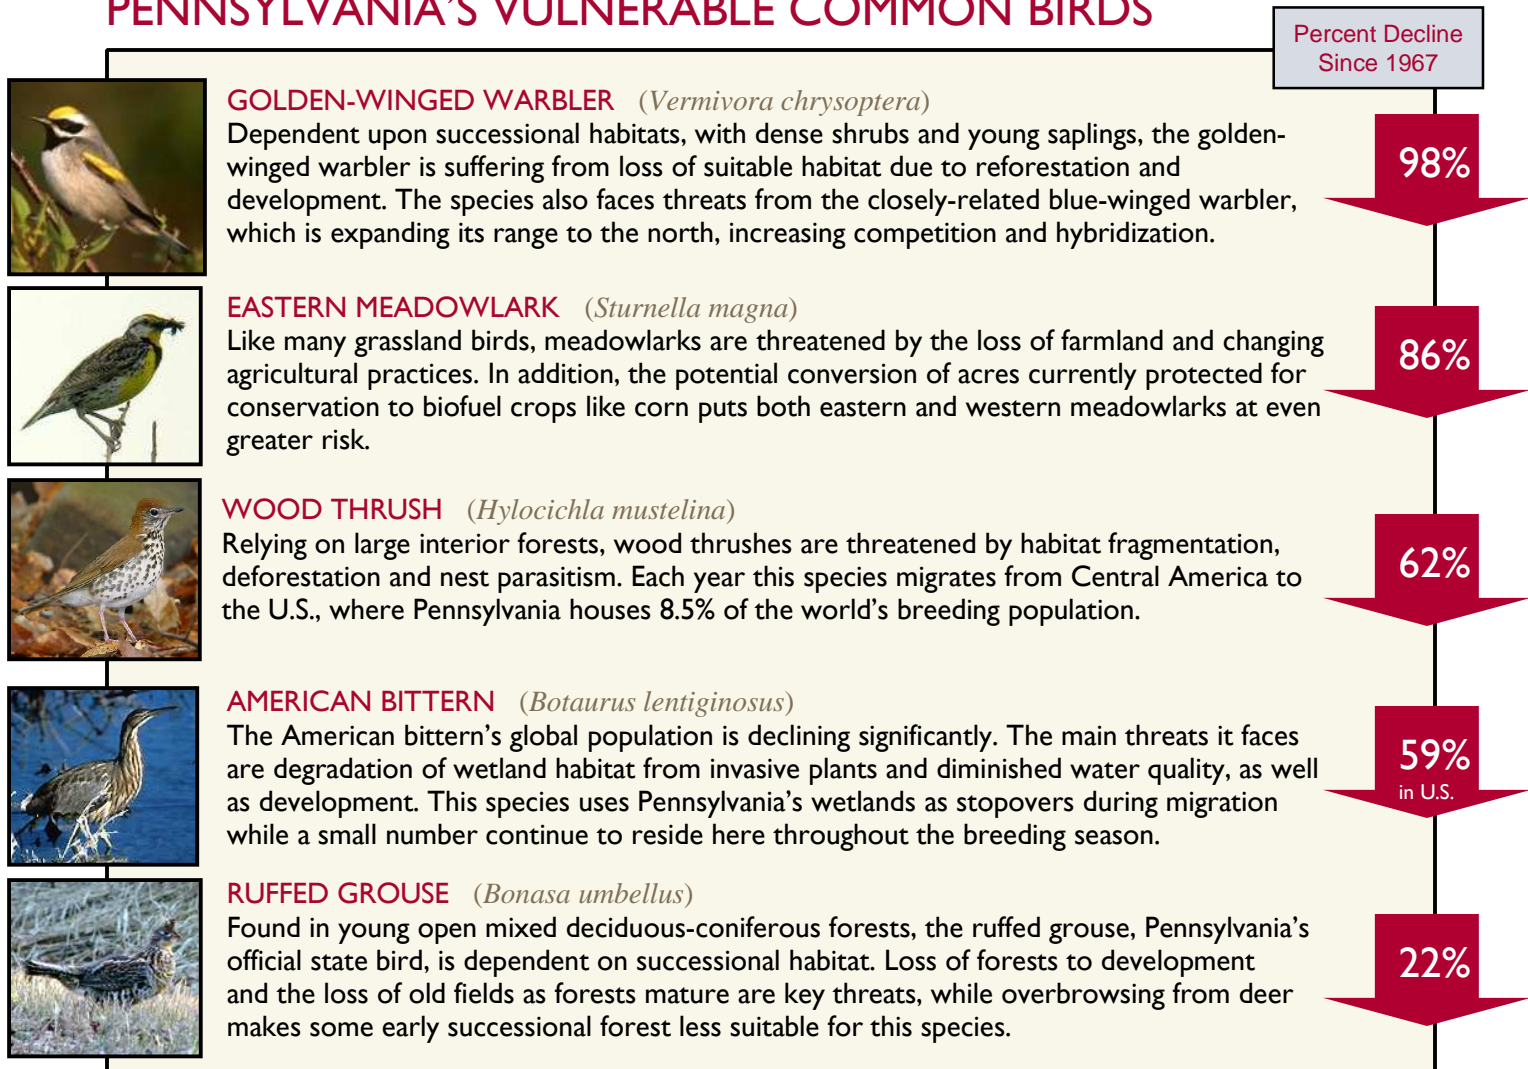 PENNSYLVANIA'S VULNERABLE COMMON BIRDS
Percent Decline
Since 1967
GOLDEN-WINGED WARBLER (Vermivora chrysoptera)
Dependent upon successional habitats, with dense shrubs and young saplings, the golden-
winged warbler is suffering from loss of suitable habitat due to reforestation and
development. The species also faces threats from the closely-related blue-winged warbler,
which is expanding its range to the north, increasing competition and hybridization.
98%
EASTERN MEADOWLARK (Sturnella magna)
Like many grassland birds, meadowlarks are threatened by the loss of farmland and changing
agricultural practices. In addition, the potential conversion of acres currently protected for
conservation to biofuel crops like corn puts both eastern and western meadowlarks at even
greater risk.
86%
WOOD THRUSH (Hylocichla mustelina)
Relying on large interior forests, wood thrushes are threatened by habitat fragmentation,
deforestation and nest parasitism. Each year this species migrates from Central America to
the U.S., where Pennsylvania houses 8.5% of the world's breeding population.
62%
AMERICAN BITTERN (Botaurus lentiginosus)
The American bittern's global population is declining significantly. The main threats it faces
are degradation of wetland habitat from invasive plants and diminished water quality, as well
as development. This species uses Pennsylvania's wetlands as stopovers during migration
while a small number continue to reside here throughout the breeding season.
59%
in U.S.
RUFFED GROUSE (Bonasa umbellus)
Found in young open mixed deciduous-coniferous forests, the ruffed grouse, Pennsylvania's
official state bird, is dependent on successional habitat. Loss of forests to development
and the loss of old fields as forests mature are key threats, while overbrowsing from deer
makes some early successional forest less suitable for this species.
22%